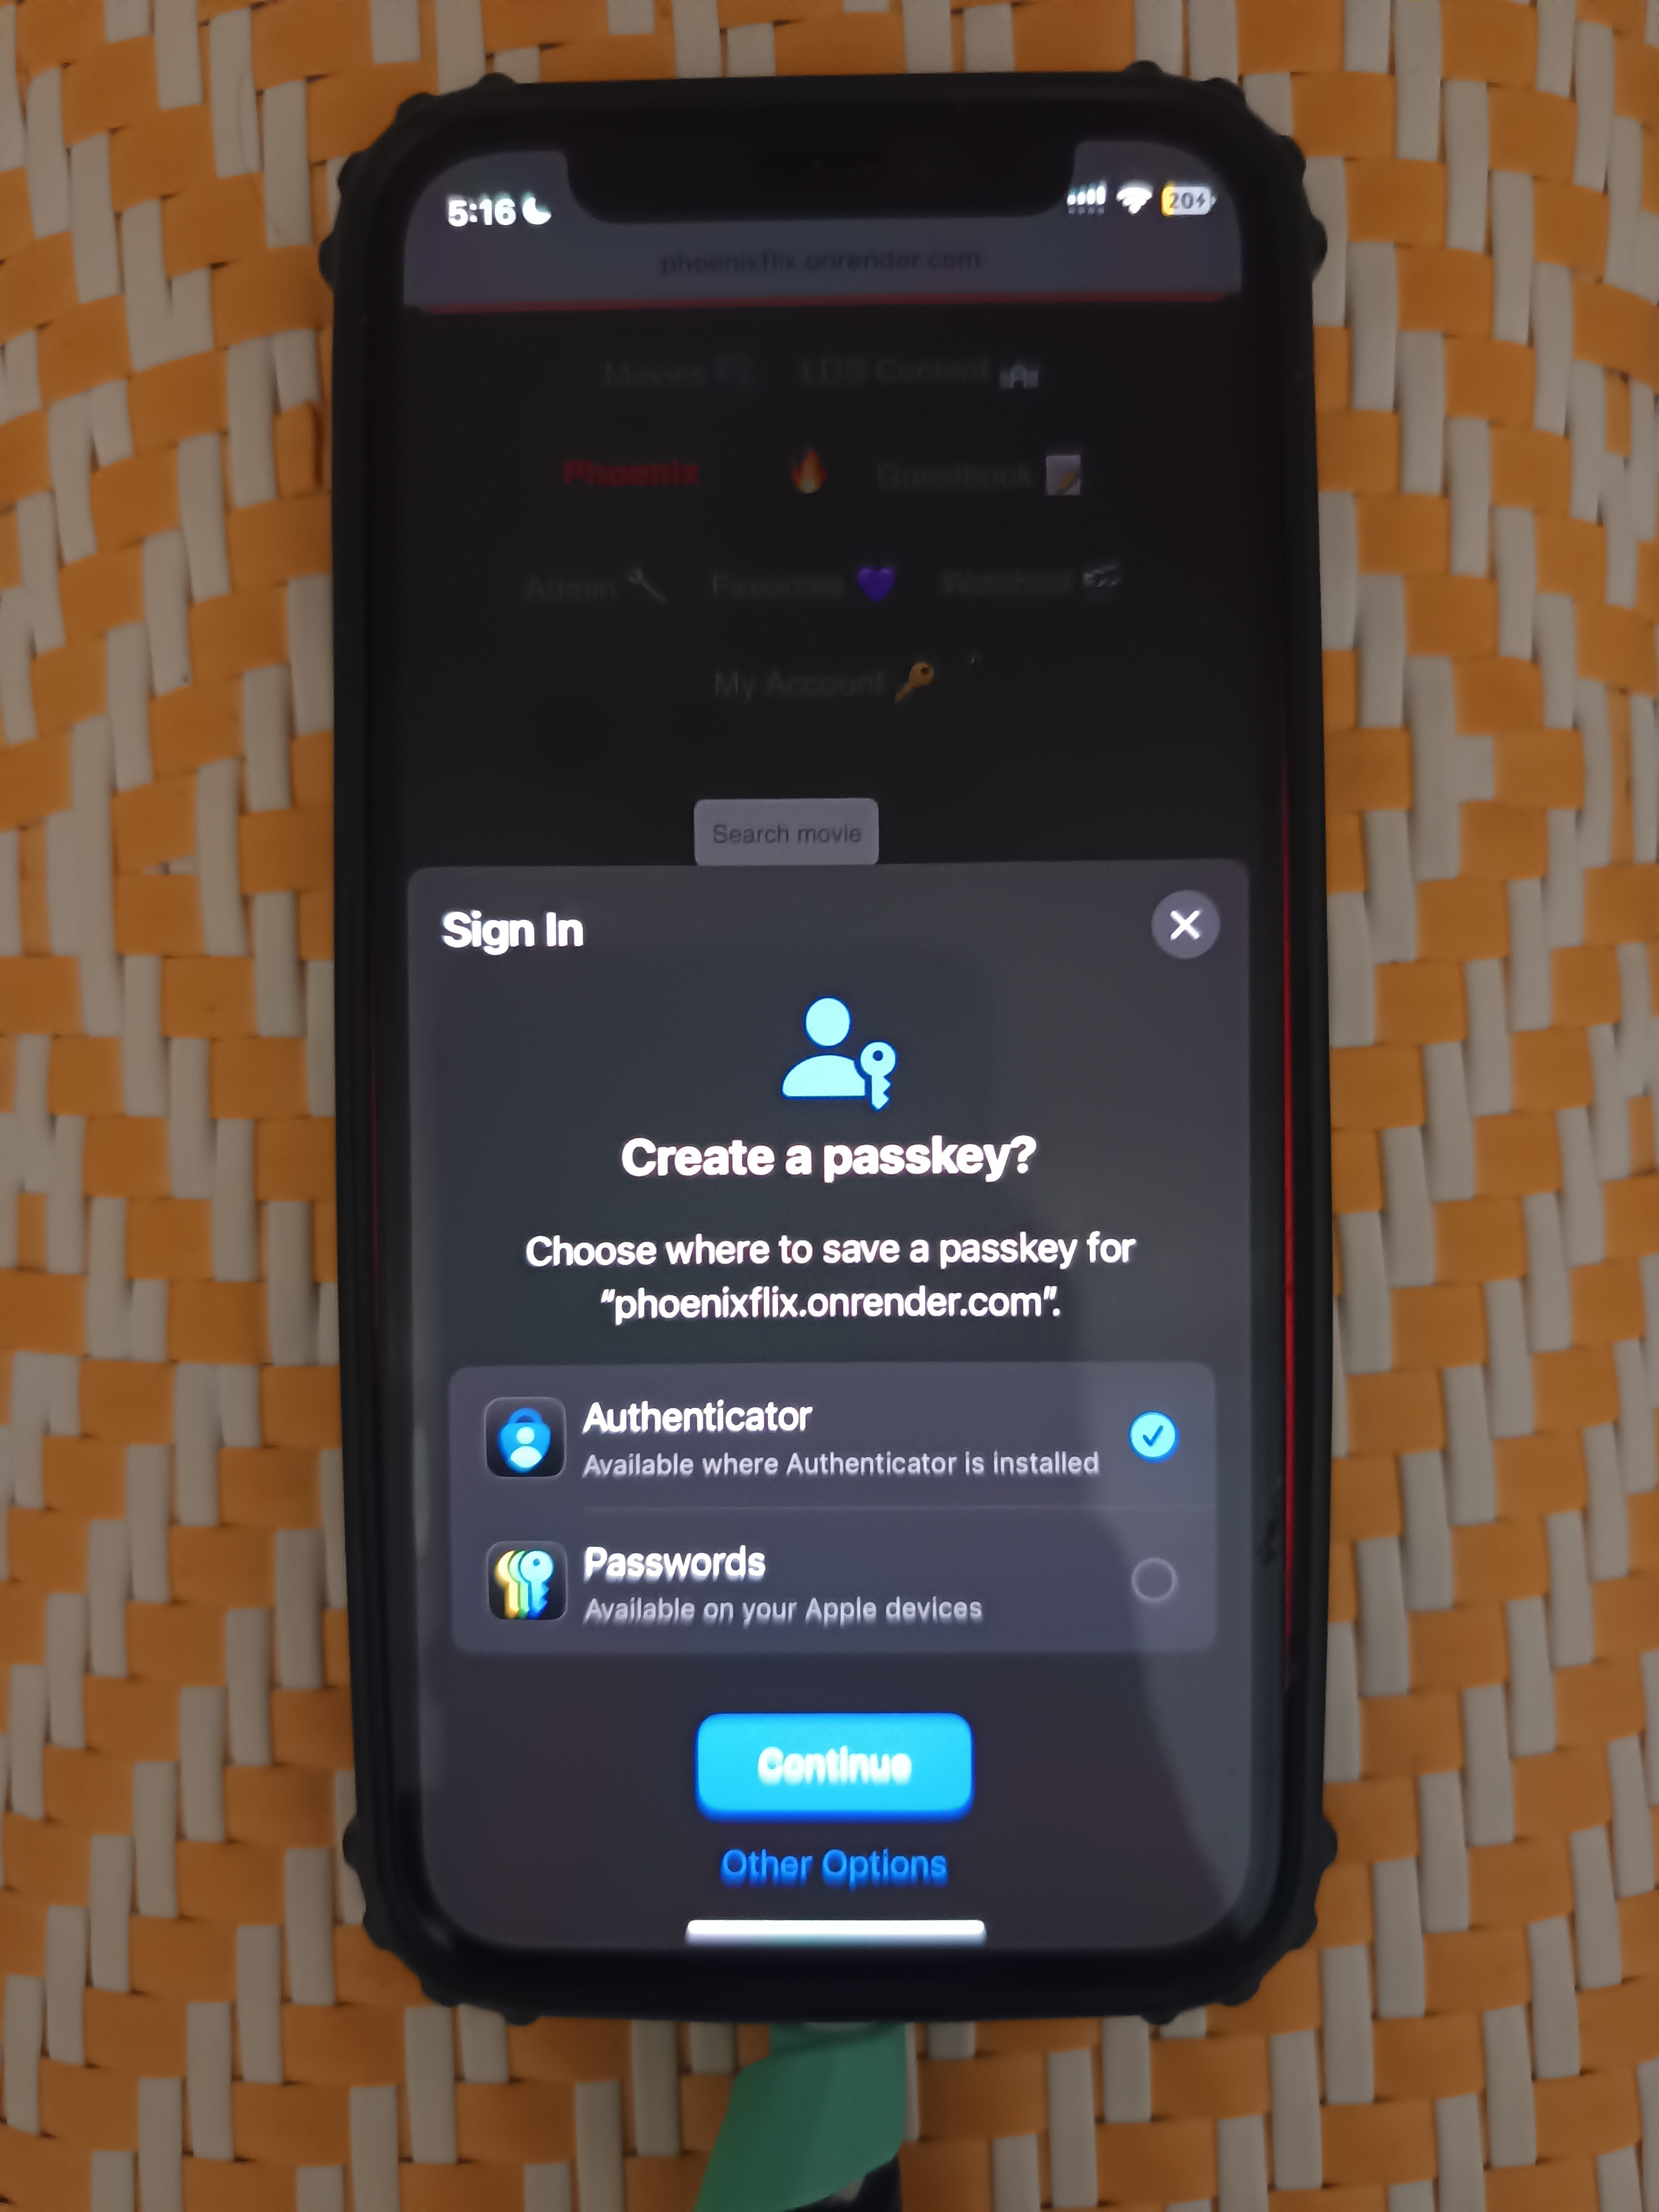 5:16
20
phoenixflix.onrender.com
Movies LDS Content
Phoenix Guestbook
Admin Favorites Watchlist
My Account
Search movie
Sign In
Create a passkey?
Choose where to save a passkey for
“phoenixflix.onrender.com”.
Authenticator
Available where Authenticator is installed
Passwords
Available on your Apple devices
Continue
Other Options